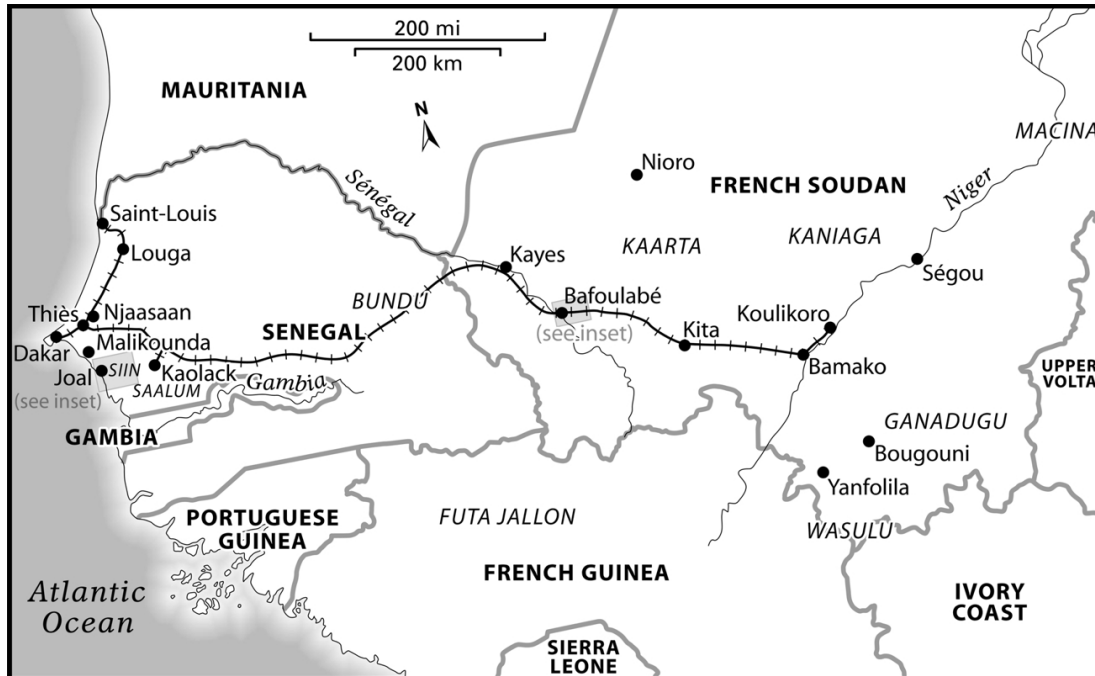 200 mi
200 km
MAURITANIA
N
MACINA
Nioro
FRENCH SOUDAN
Sénégal
Niger
Saint-Louis
KAARTA
KANIAGA
Louga
Kayes
Ségou
BUNDU
Bafoulabé
(see inset)
Thiès
Njaasaan
SENEGAL
Koulikoro
Kita
Dakar
Malikounda
Bamako
Joal
SIIN
Kaolack
(see inset)
SAALUM
Gambia
UPPER
VOLTA
GAMBIA
GANADUGU
Bougouni
Yanfolila
PORTUGUESE
GUINEA
FUTA JALLON
WASULU
FRENCH GUINEA
Atlantic
Ocean
IVORY
COAST
SIERRA
LEONE